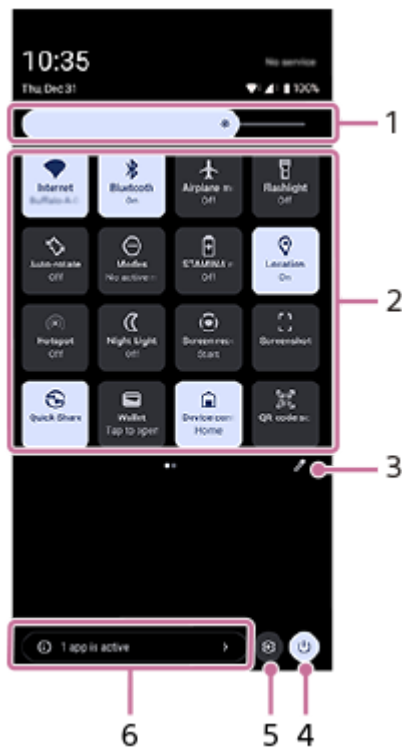 10:35
No service
Thu, Dec 31
100%
1
Internet
Bluetooth
Airplane m
Flashlight
On
Off
Off
Auto-rotate
Modes
STAMINA m
Location
Off
No active m
Off
On
2
Hotspot
Night Light
Screen rec
Screenshot
Off
Off
Start
Quick Share
Wallet
Device con
QR code sc
Tap to open
Home
3
1 app is active
6
5
4